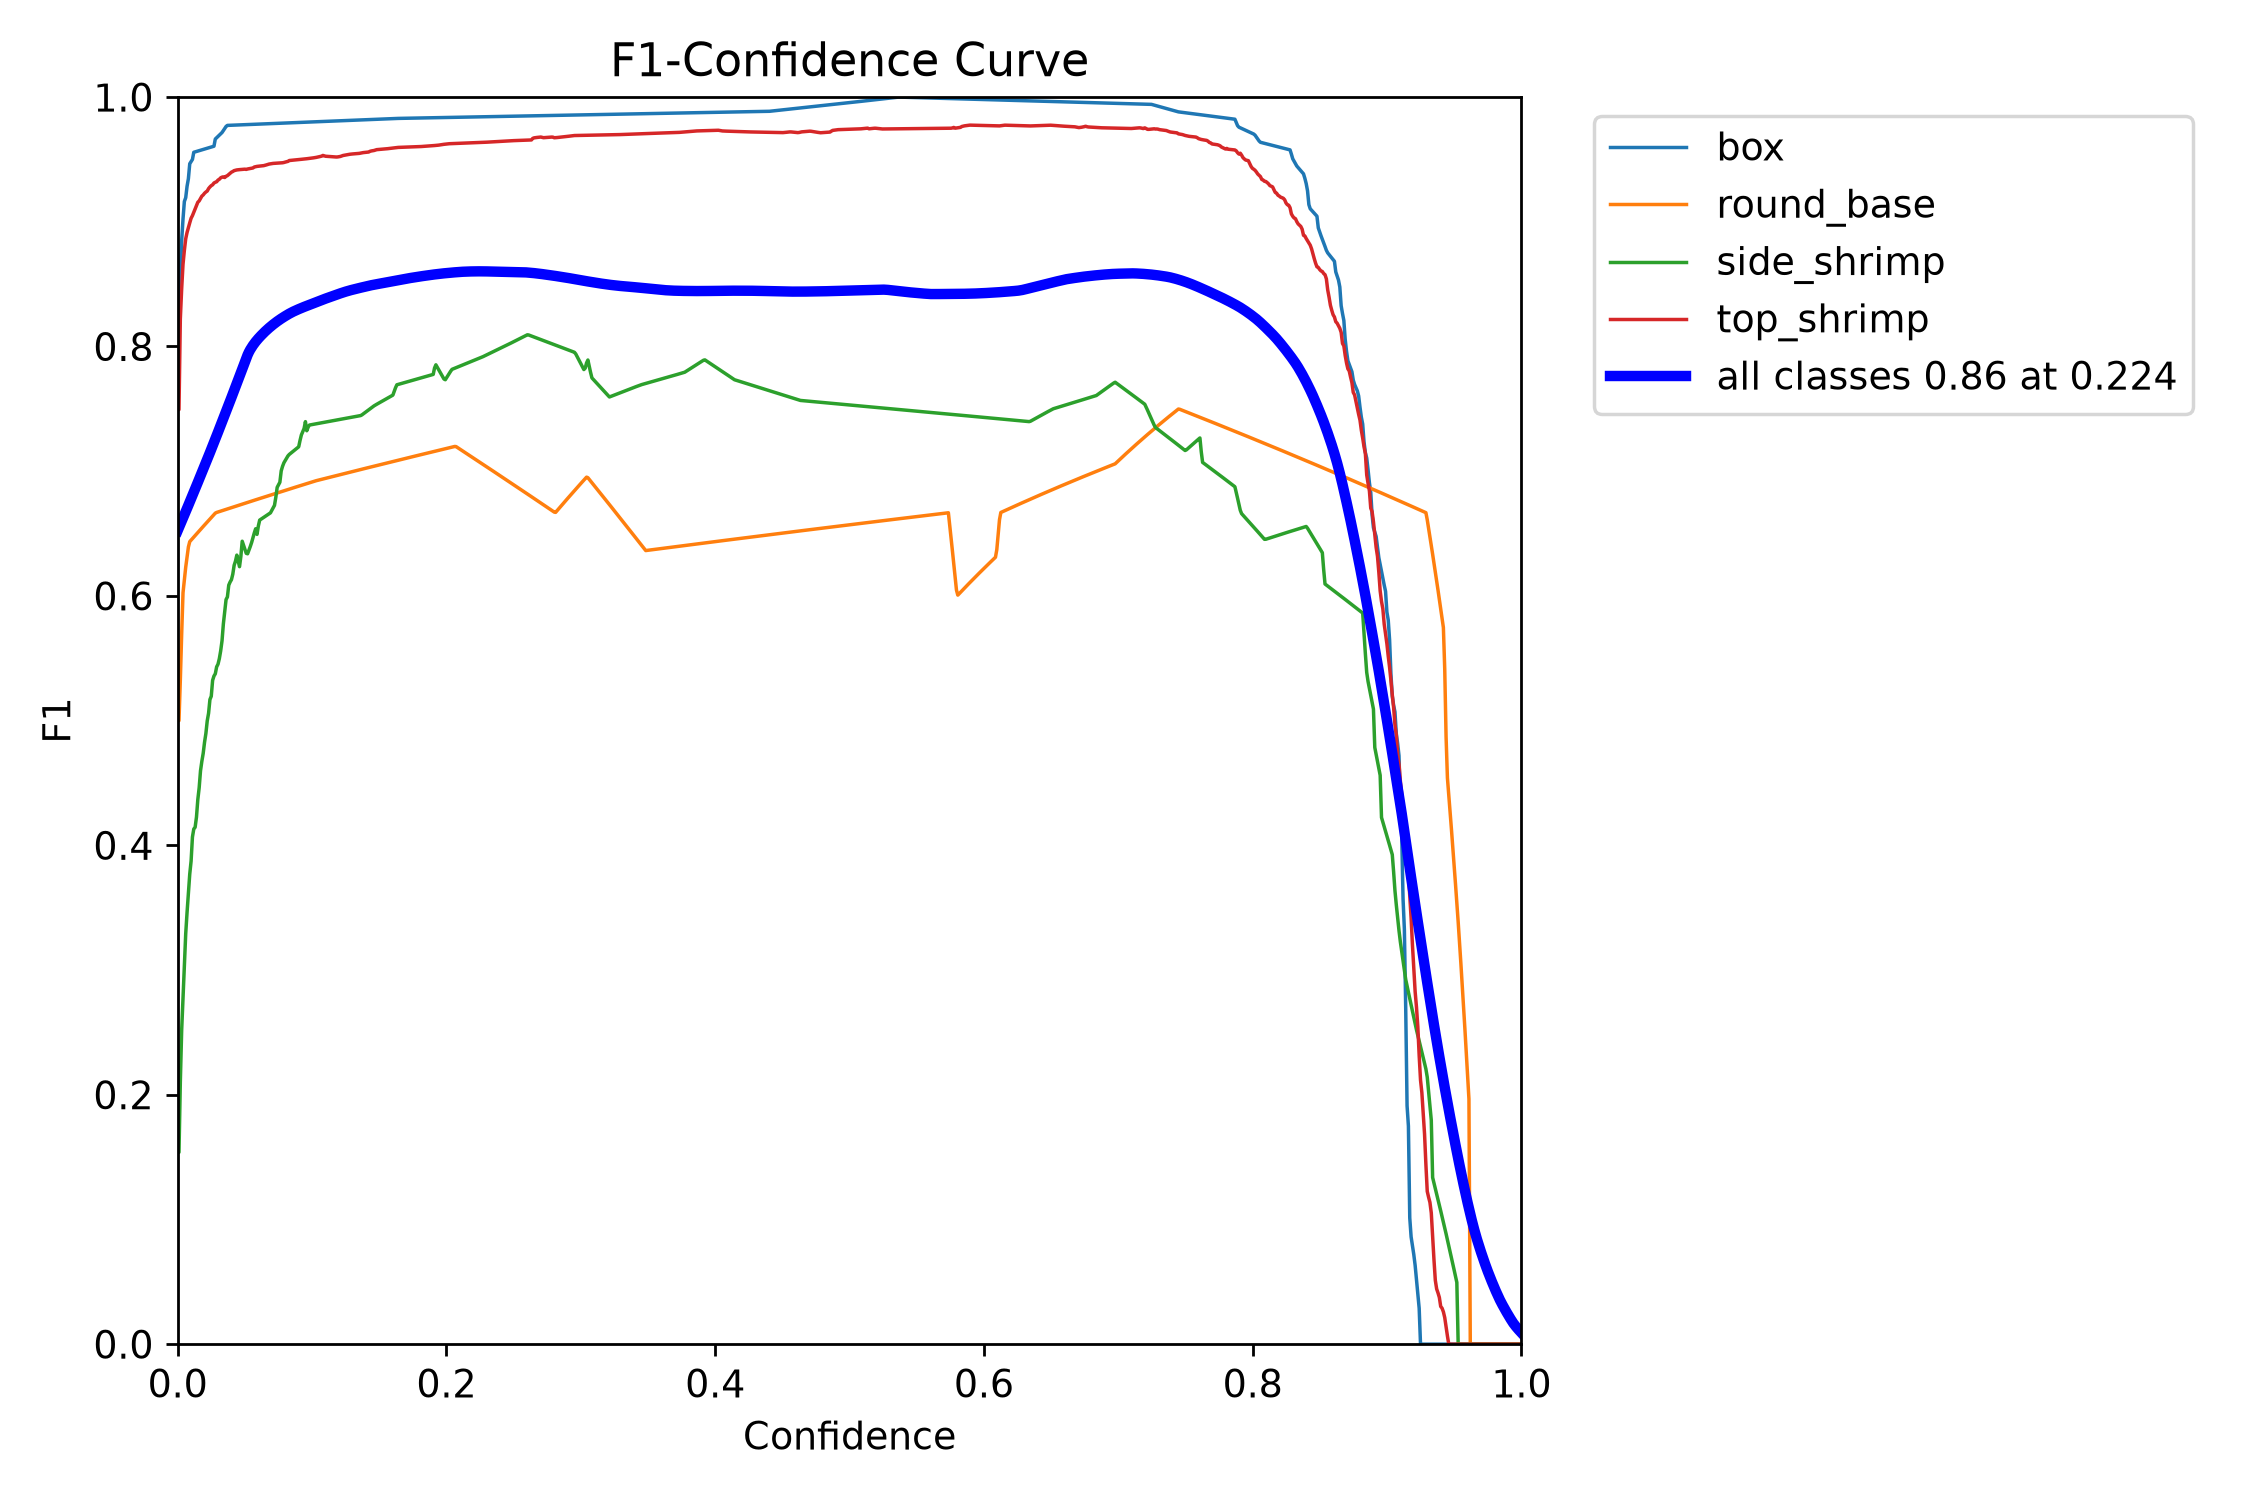 F1-Confidence Curve
1.0
0.8
0.6
0.4
0.2
0.0
F1
0.0 0.2 0.4 0.6 0.8 1.0
Confidence
box
round_base
side_shrimp
top_shrimp
all classes 0.86 at 0.224